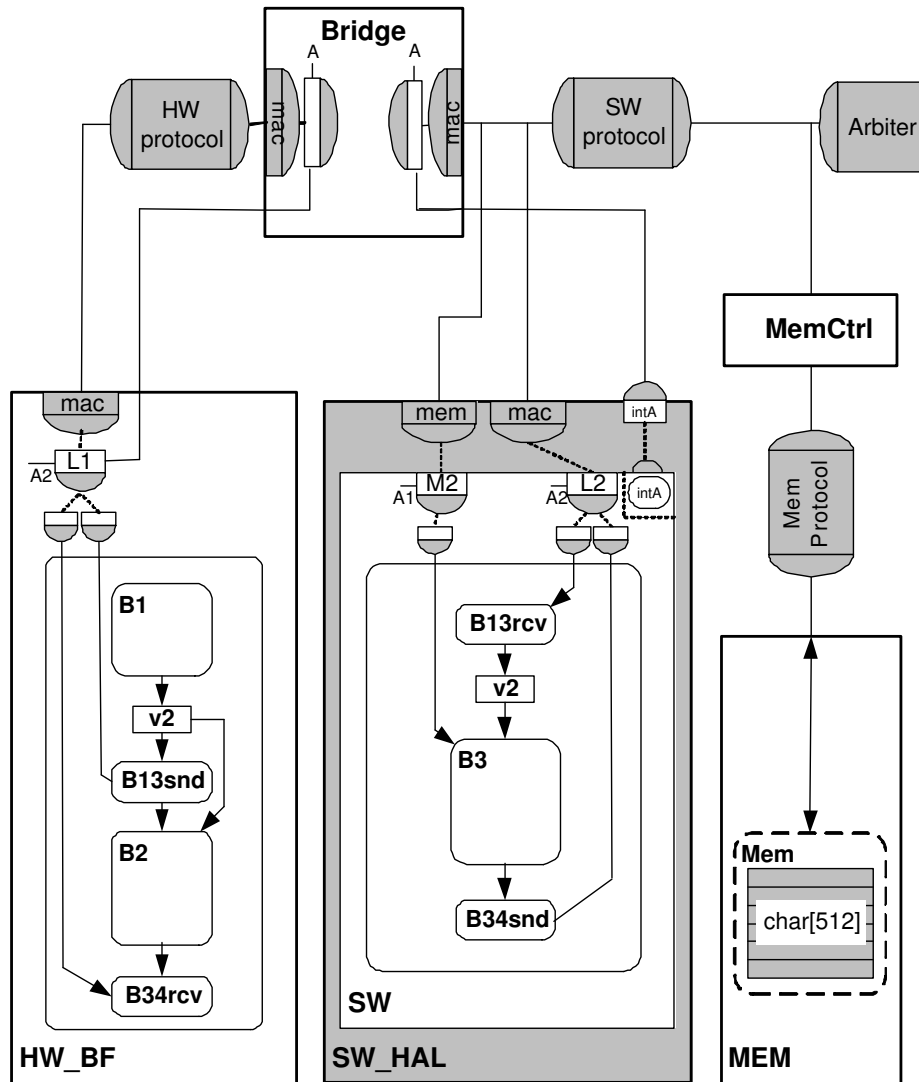 Bridge
A
A
HW
protocol
mac
mac
SW
protocol
Arbiter
MemCtrl
mac
mem
mac
intA
L1
A2
M2
A1
L2
A2
intA
Mem
Protocol
B1
v2
B13snd
B2
B34rcv
B13rcv
v2
B3
B34snd
Mem
char[512]
SW
HW_BF
SW_HAL
MEM